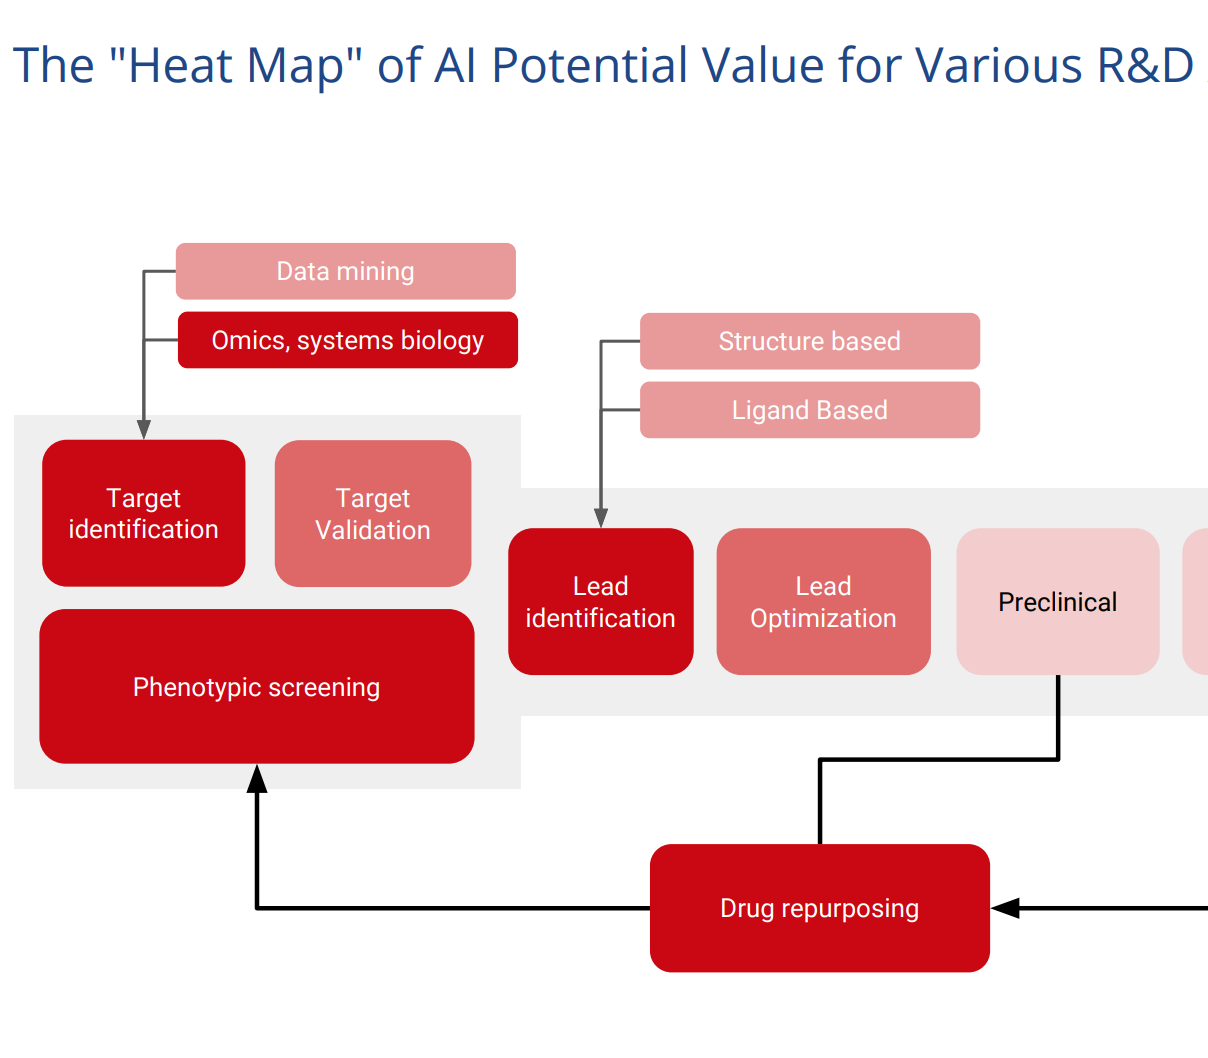 The "Heat Map" of AI Potential Value for Various R&D
Data mining
Omics, systems biology
Structure based
Ligand Based
Target
identification
Target
Validation
Lead
identification
Lead
Optimization
Preclinical
Phenotypic screening
Drug repurposing